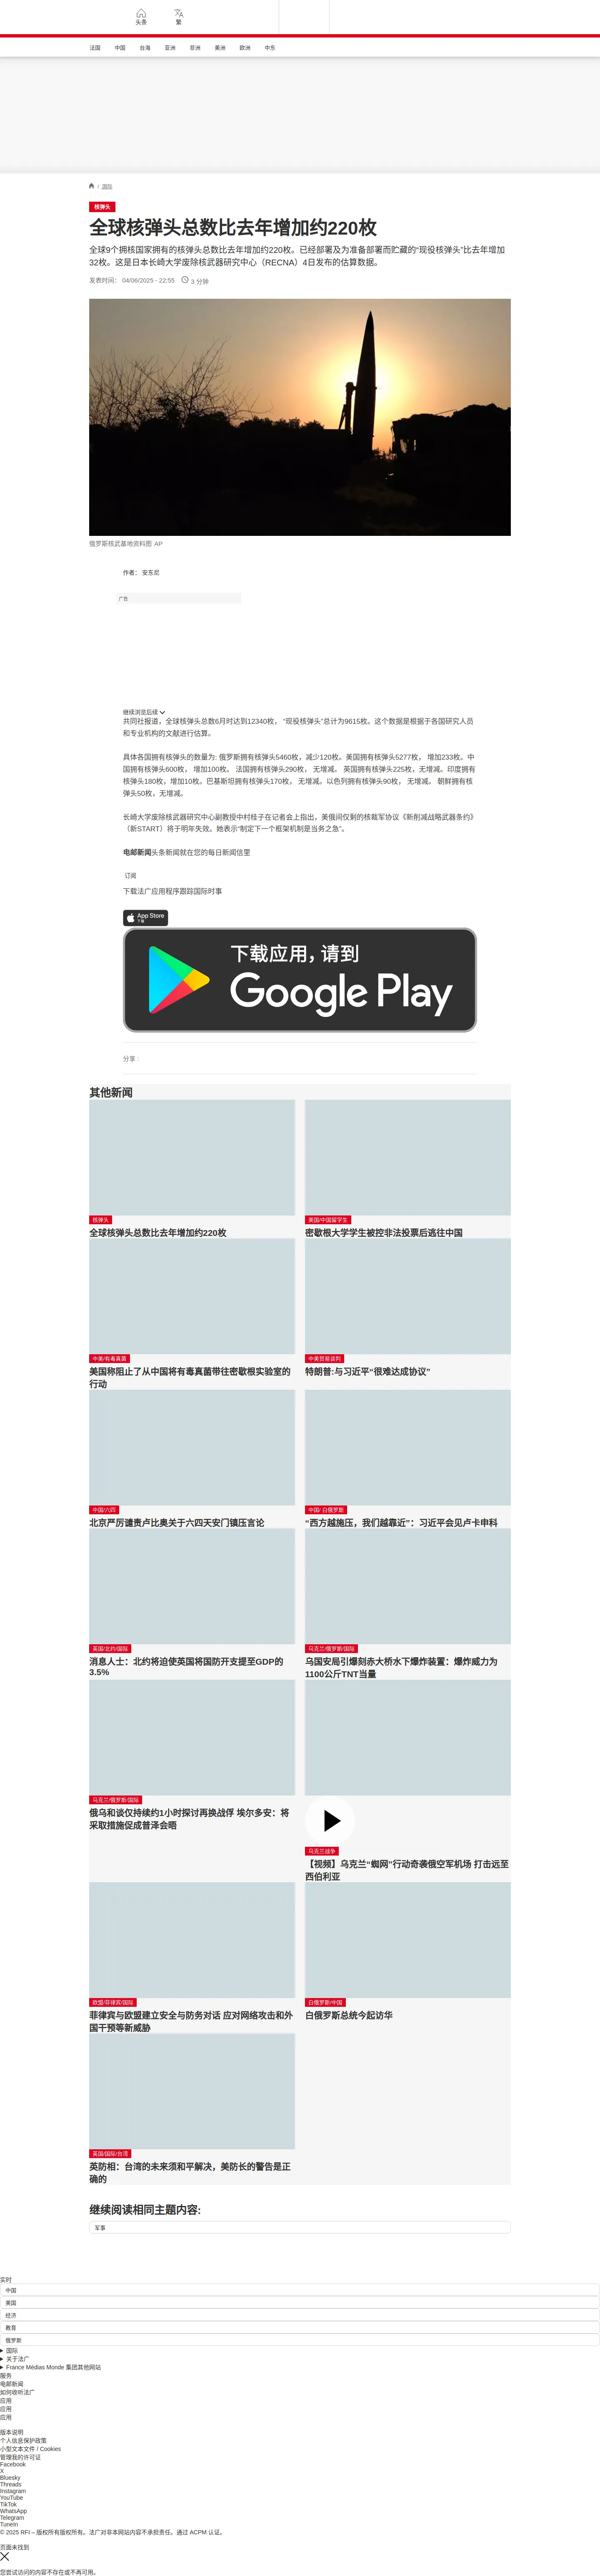 头条
繁
法国 中国 台海 亚洲 非洲 美洲 欧洲 中东
/ 国际
核弹头
全球核弹头总数比去年增加约220枚
全球9个拥核国家拥有的核弹头总数比去年增加约220枚。已经部署及为准备部署而贮藏的“现役核弹头”比去年增加
32枚。这是日本长崎大学废除核武器研究中心（RECNA）4日发布的估算数据。
发表时间： 04/06/2025 - 22:55 3 分钟
俄罗斯核武基地资料图 AP
作者： 安东尼
广告
继续浏览后续
共同社报道，全球核弹头总数6月时达到12340枚， “现役核弹头”总计为9615枚。这个数据是根据于各国研究人员
和专业机构的文献进行估算。
具体各国拥有核弹头的数量为: 俄罗斯拥有核弹头5460枚，减少120枚。美国拥有核弹头5277枚， 增加233枚。中
国拥有核弹头600枚， 增加100枚。 法国拥有核弹头290枚， 无增减。 英国拥有核弹头225枚，无增减。印度拥有
核弹头180枚，增加10枚。巴基斯坦拥有核弹头170枚， 无增减。以色列拥有核弹头90枚， 无增减。 朝鲜拥有核
弹头50枚，无增减。
长崎大学废除核武器研究中心副教授中村桂子在记者会上指出，美俄间仅剩的核裁军协议《新削减战略武器条约》
（新START）将于明年失效。她表示“制定下一个框架机制是当务之急”。
电邮新闻头条新闻就在您的每日新闻信里
订阅
下载法广应用程序跟踪国际时事
App Store
下载
下载应用，请到
Google Play
分享 :
其他新闻
核弹头
全球核弹头总数比去年增加约220枚
美国/中国留学生
密歇根大学学生被控非法投票后逃往中国
中美/有毒真菌
美国称阻止了从中国将有毒真菌带往密歇根实验室的
行动
中美贸易谈判
特朗普:与习近平“很难达成协议”
中国/六四
北京严厉谴责卢比奥关于六四天安门镇压言论
中国/ 白俄罗斯
“西方越施压，我们越靠近”：习近平会见卢卡申科
英国/北约/国际
消息人士：北约将迫使英国将国防开支提至GDP的
3.5%
乌克兰/俄罗斯/国际
乌国安局引爆刻赤大桥水下爆炸装置：爆炸威力为
1100公斤TNT当量
乌克兰/俄罗斯/国际
俄乌和谈仅持续约1小时探讨再换战俘 埃尔多安：将
采取措施促成普泽会晤
乌克兰战争
【视频】乌克兰“蜘网”行动奇袭俄空军机场 打击远至
西伯利亚
欧盟/菲律宾/国际
菲律宾与欧盟建立安全与防务对话 应对网络攻击和外
国干预等新威胁
白俄罗斯/中国
白俄罗斯总统今起访华
英国/国际/台湾
英防相：台湾的未来须和平解决，美防长的警告是正
确的
继续阅读相同主题内容:
军事
实时
中国
美国
经济
教育
俄罗斯
国际
关于法广
France Médias Monde 集团其他网站
服务
电邮新闻
如何收听法广
应用
应用
应用
版本说明
个人信息保护政策
小型文本文件 / Cookies
管理我的许可证
Facebook
X
Bluesky
Threads
Instagram
YouTube
TikTok
WhatsApp
Telegram
TuneIn
© 2025 RFI – 版权所有版权所有。法广对非本网站内容不承担责任。通过 ACPM 认证。
页面未找到
您尝试访问的内容不存在或不再可用。